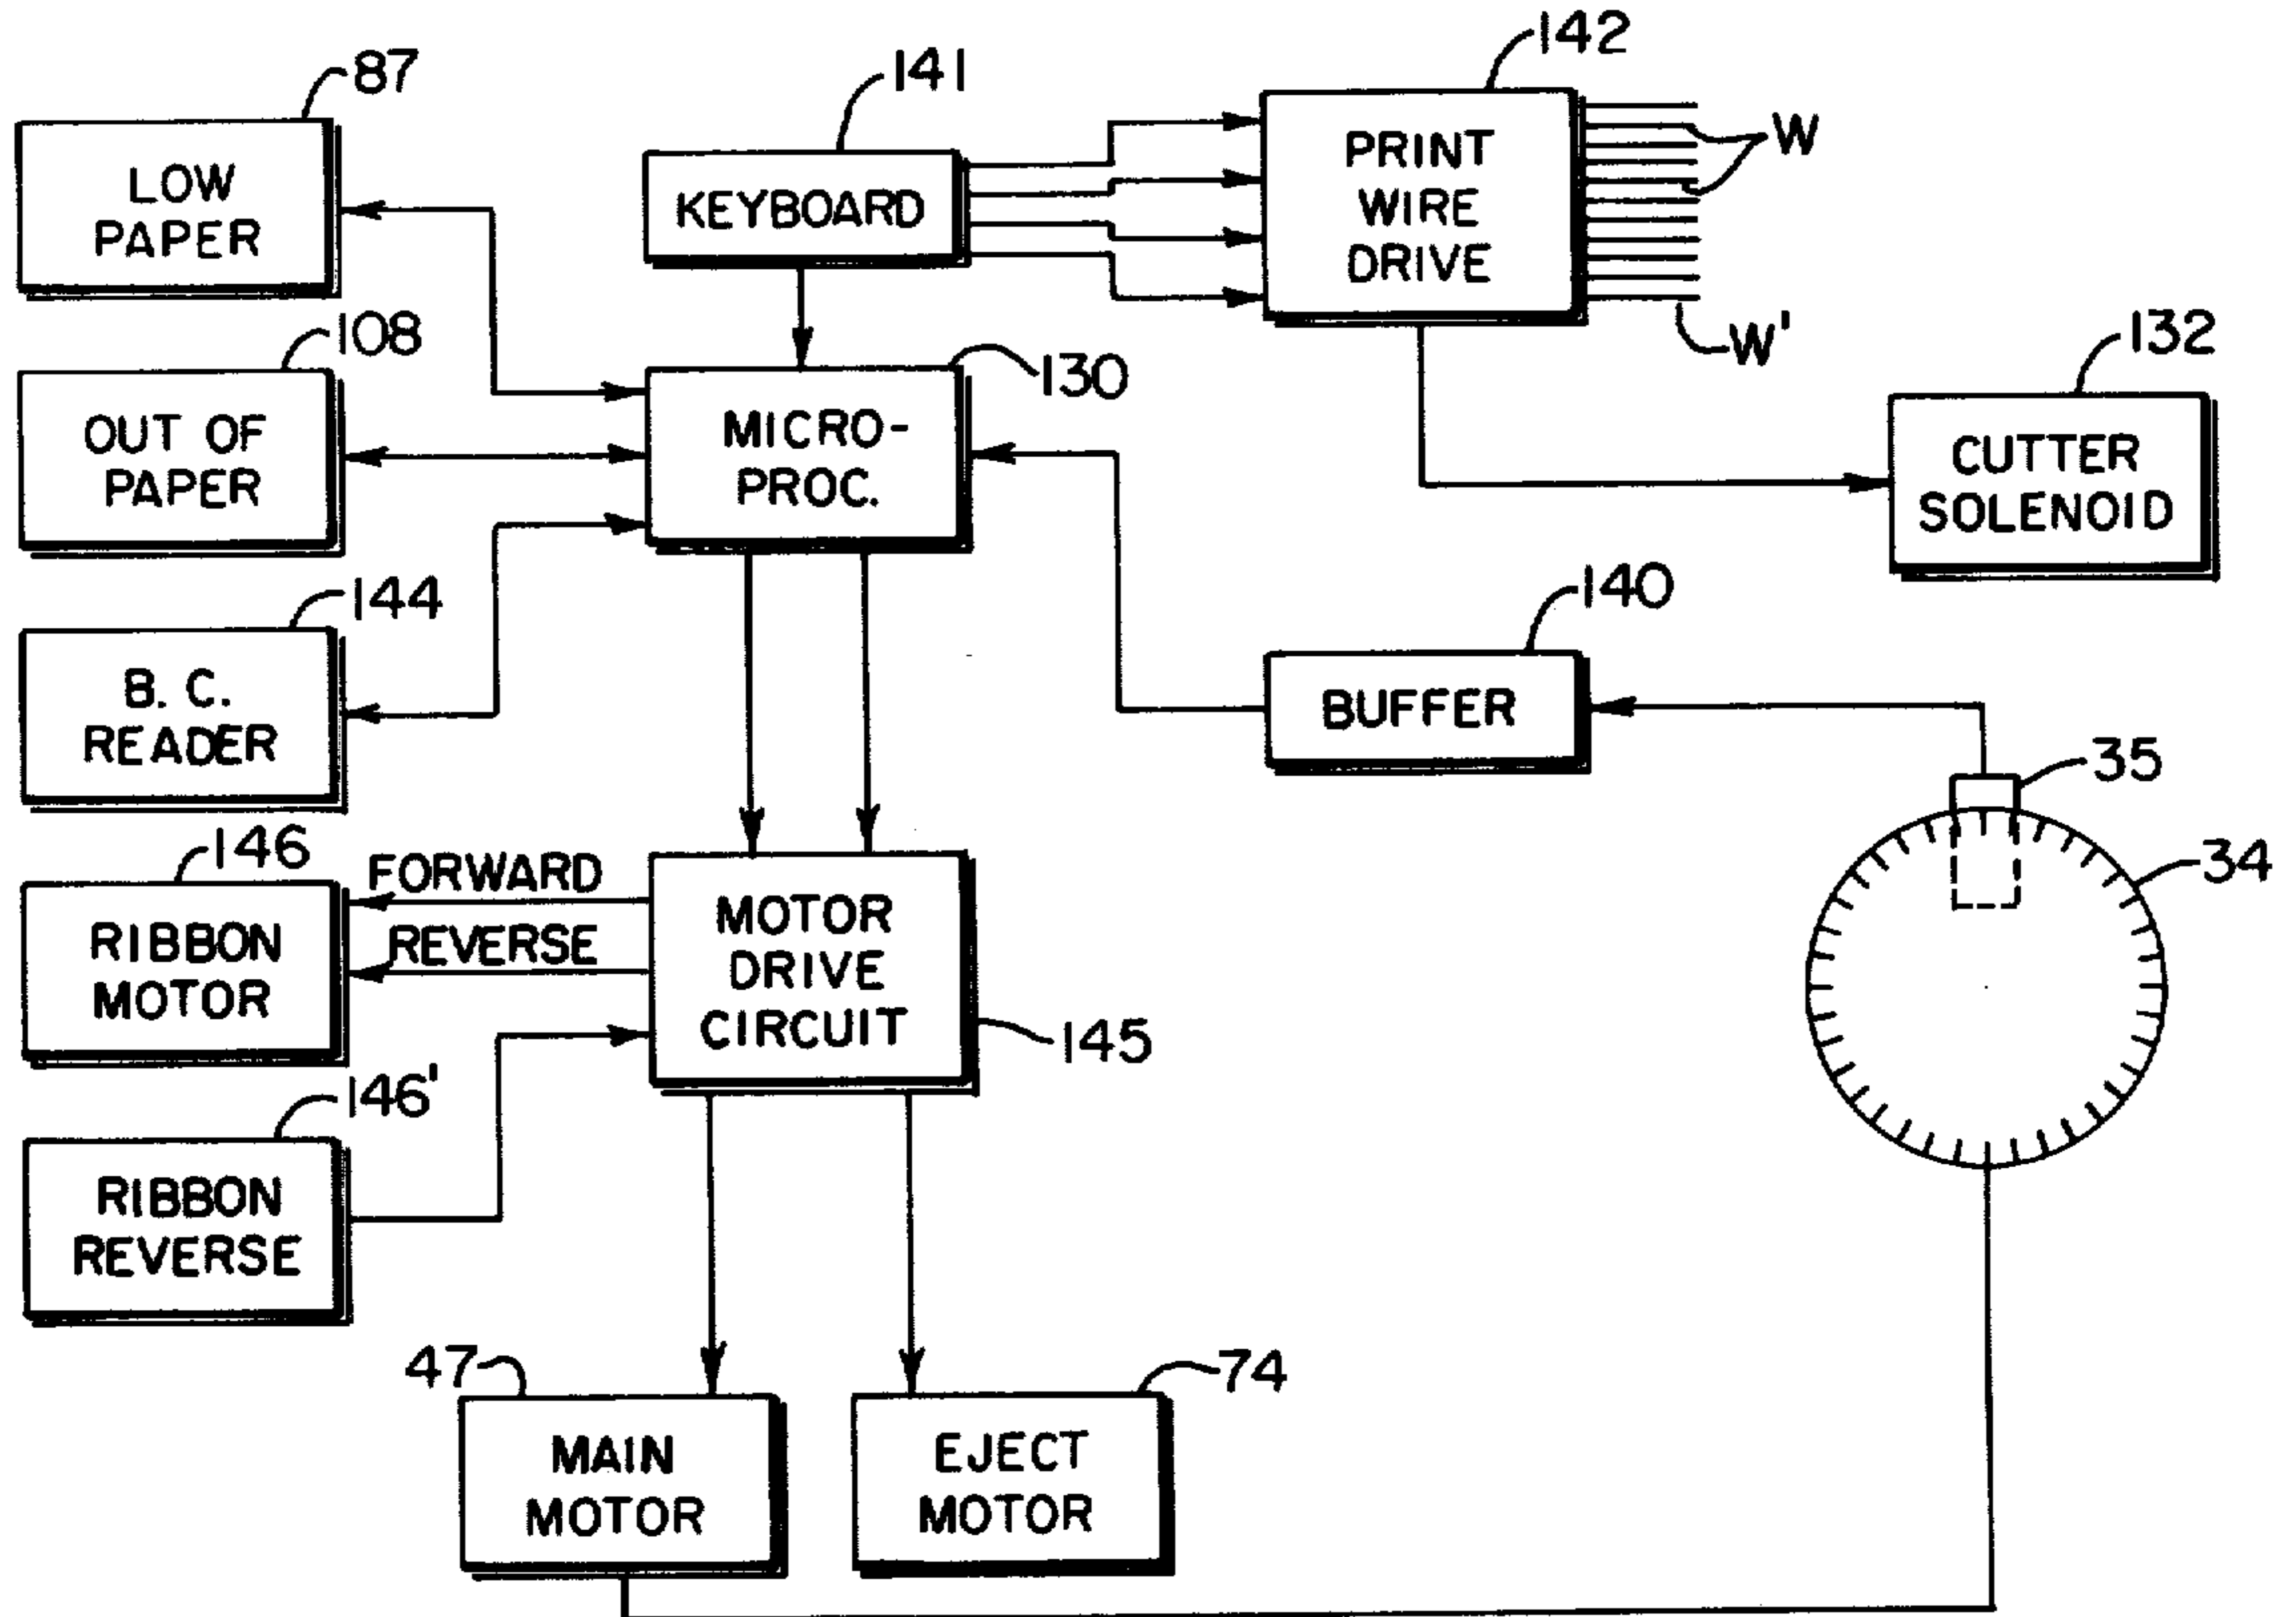 142
87
141
LOW
PAPER
KEYBOARD
PRINT
WIRE
DRIVE
W
W'
108
130
132
OUT OF
PAPER
MICRO-
PROC.
CUTTER
SOLENOID
144
140
B. C.
READER
BUFFER
35
34
146
FORWARD
REVERSE
RIBBON
MOTOR
MOTOR
DRIVE
CIRCUIT
145
146'
RIBBON
REVERSE
47
74
MAIN
MOTOR
EJECT
MOTOR